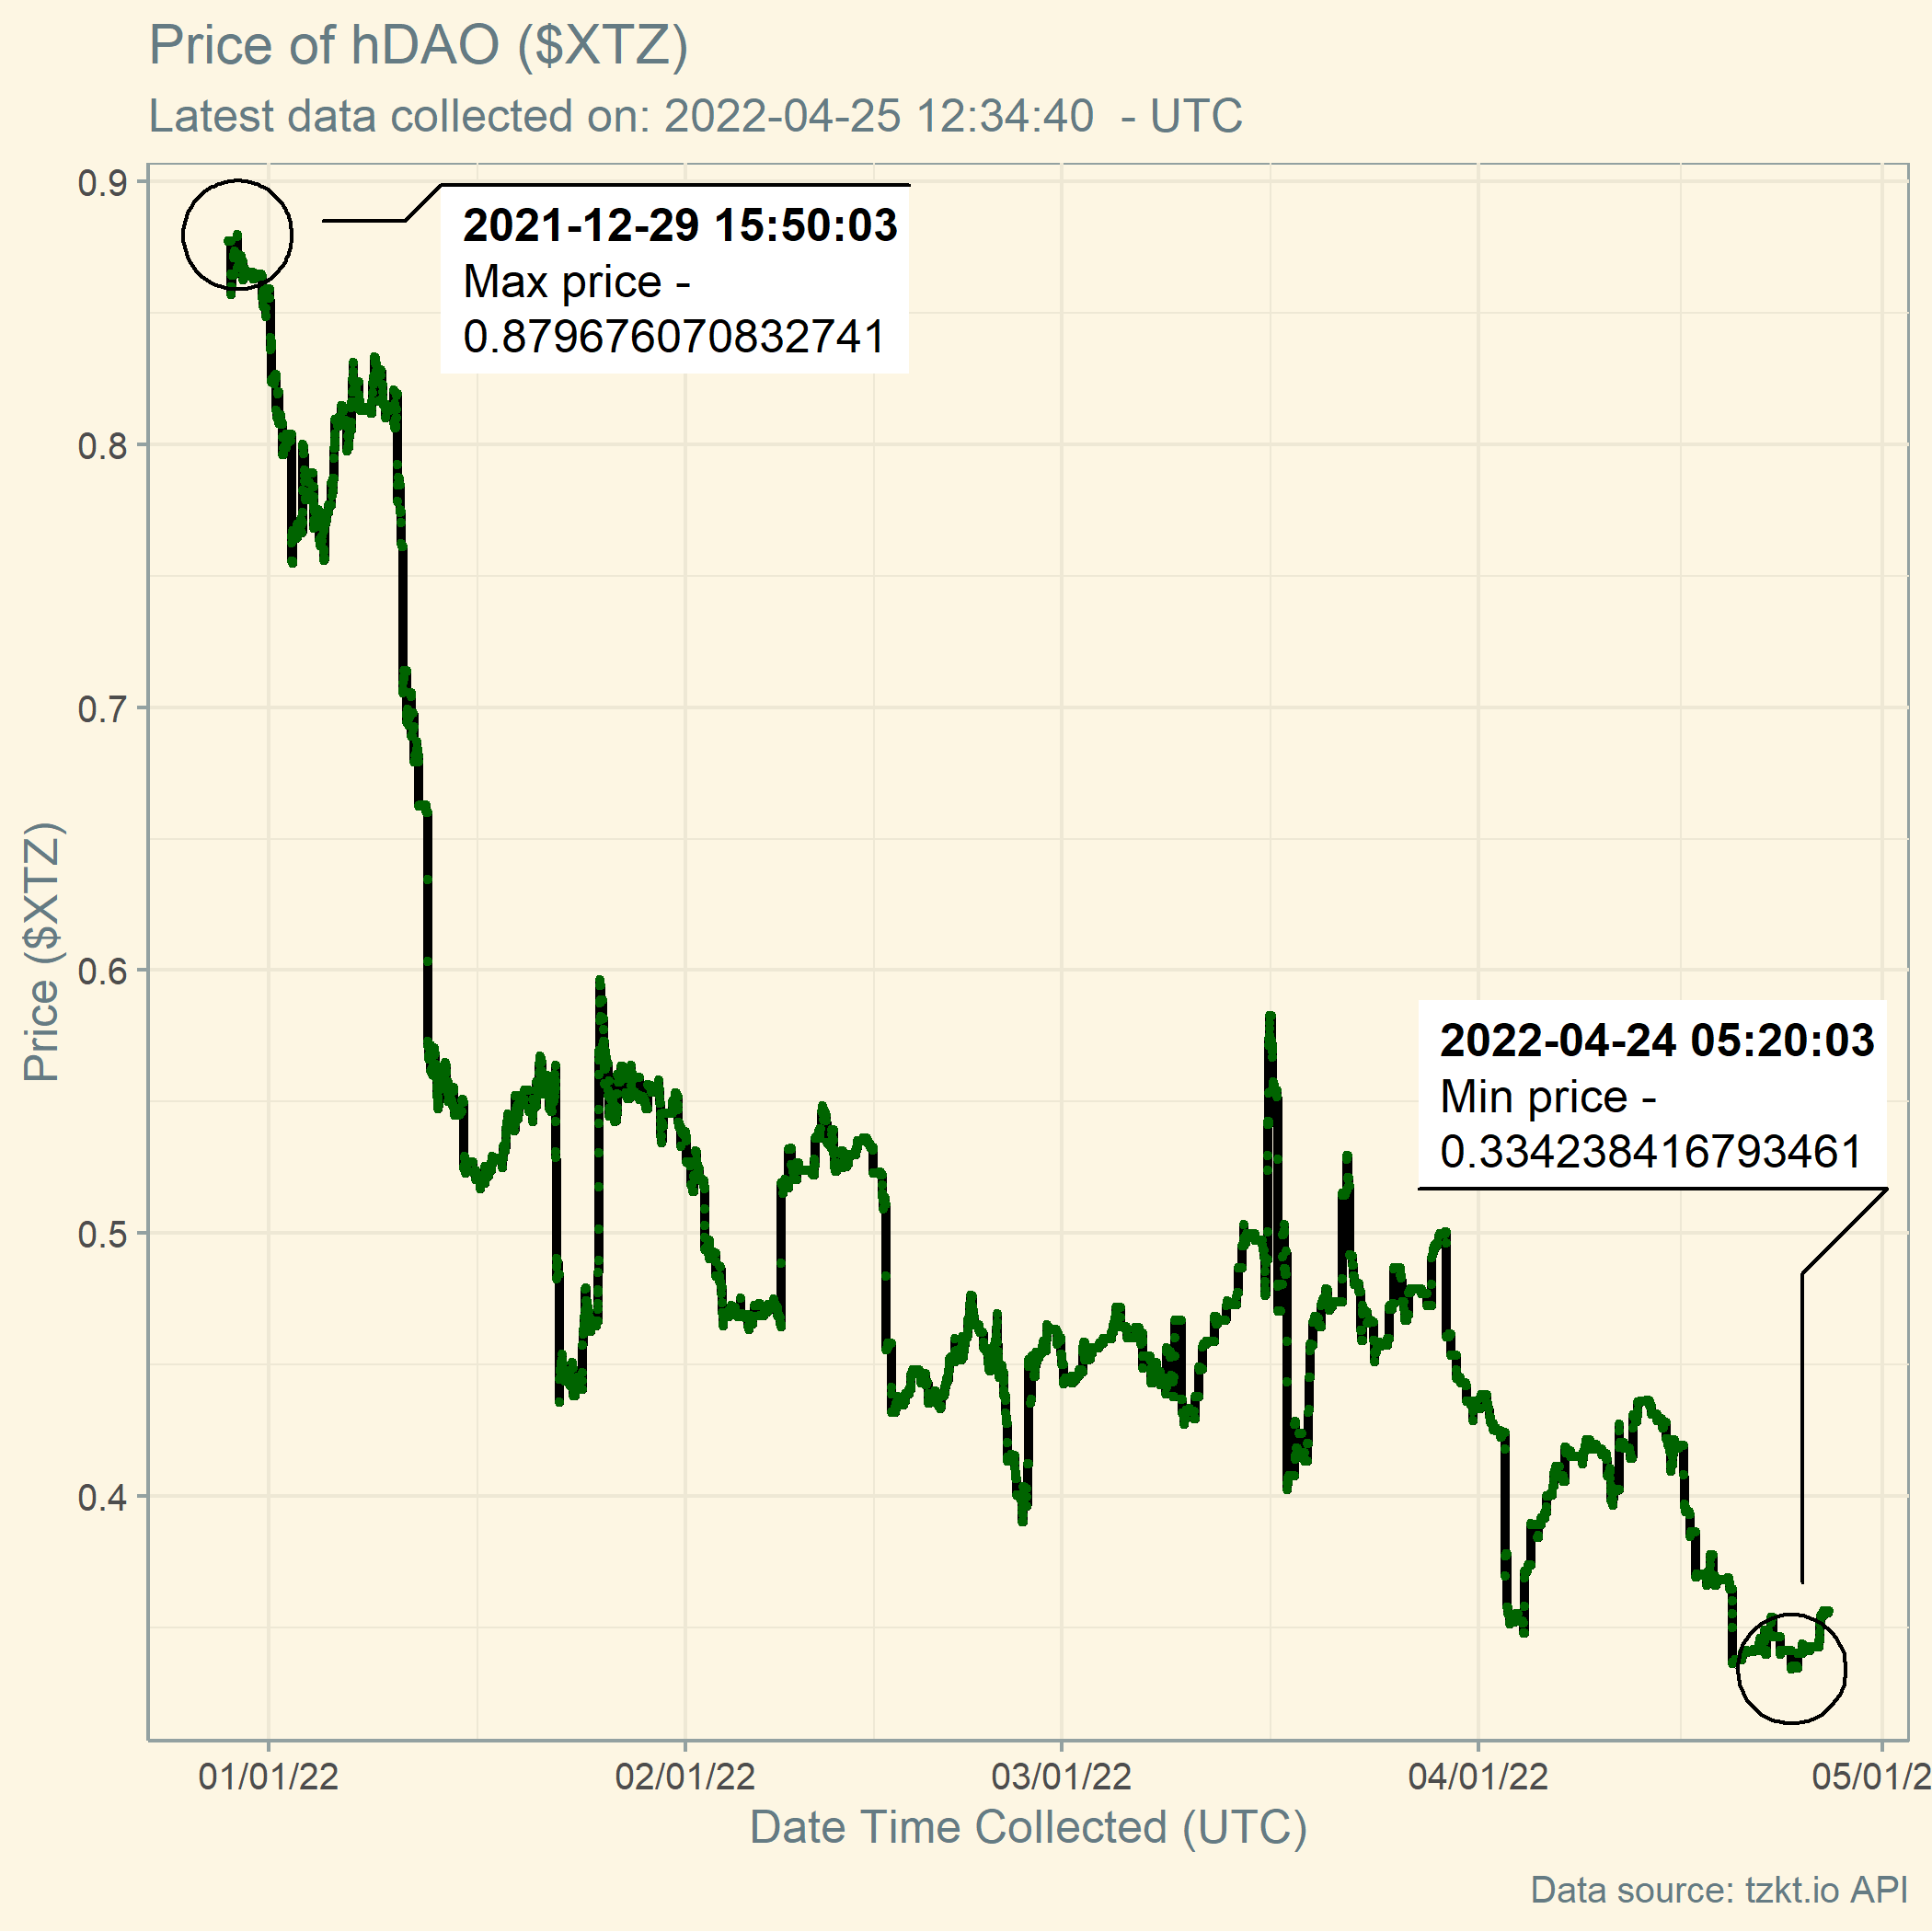 Price of hDAO ($XTZ)
Latest data collected on: 2022-04-25 12:34:40  - UTC
0.9
0.8
0.7
0.6
0.5
0.4
Price ($XTZ)
2021-12-29 15:50:03
Max price -
0.879676070832741
2022-04-24 05:20:03
Min price -
0.334238416793461
01/01/22
02/01/22
03/01/22
04/01/22
05/01/2
Date Time Collected (UTC)
Data source: tzkt.io API